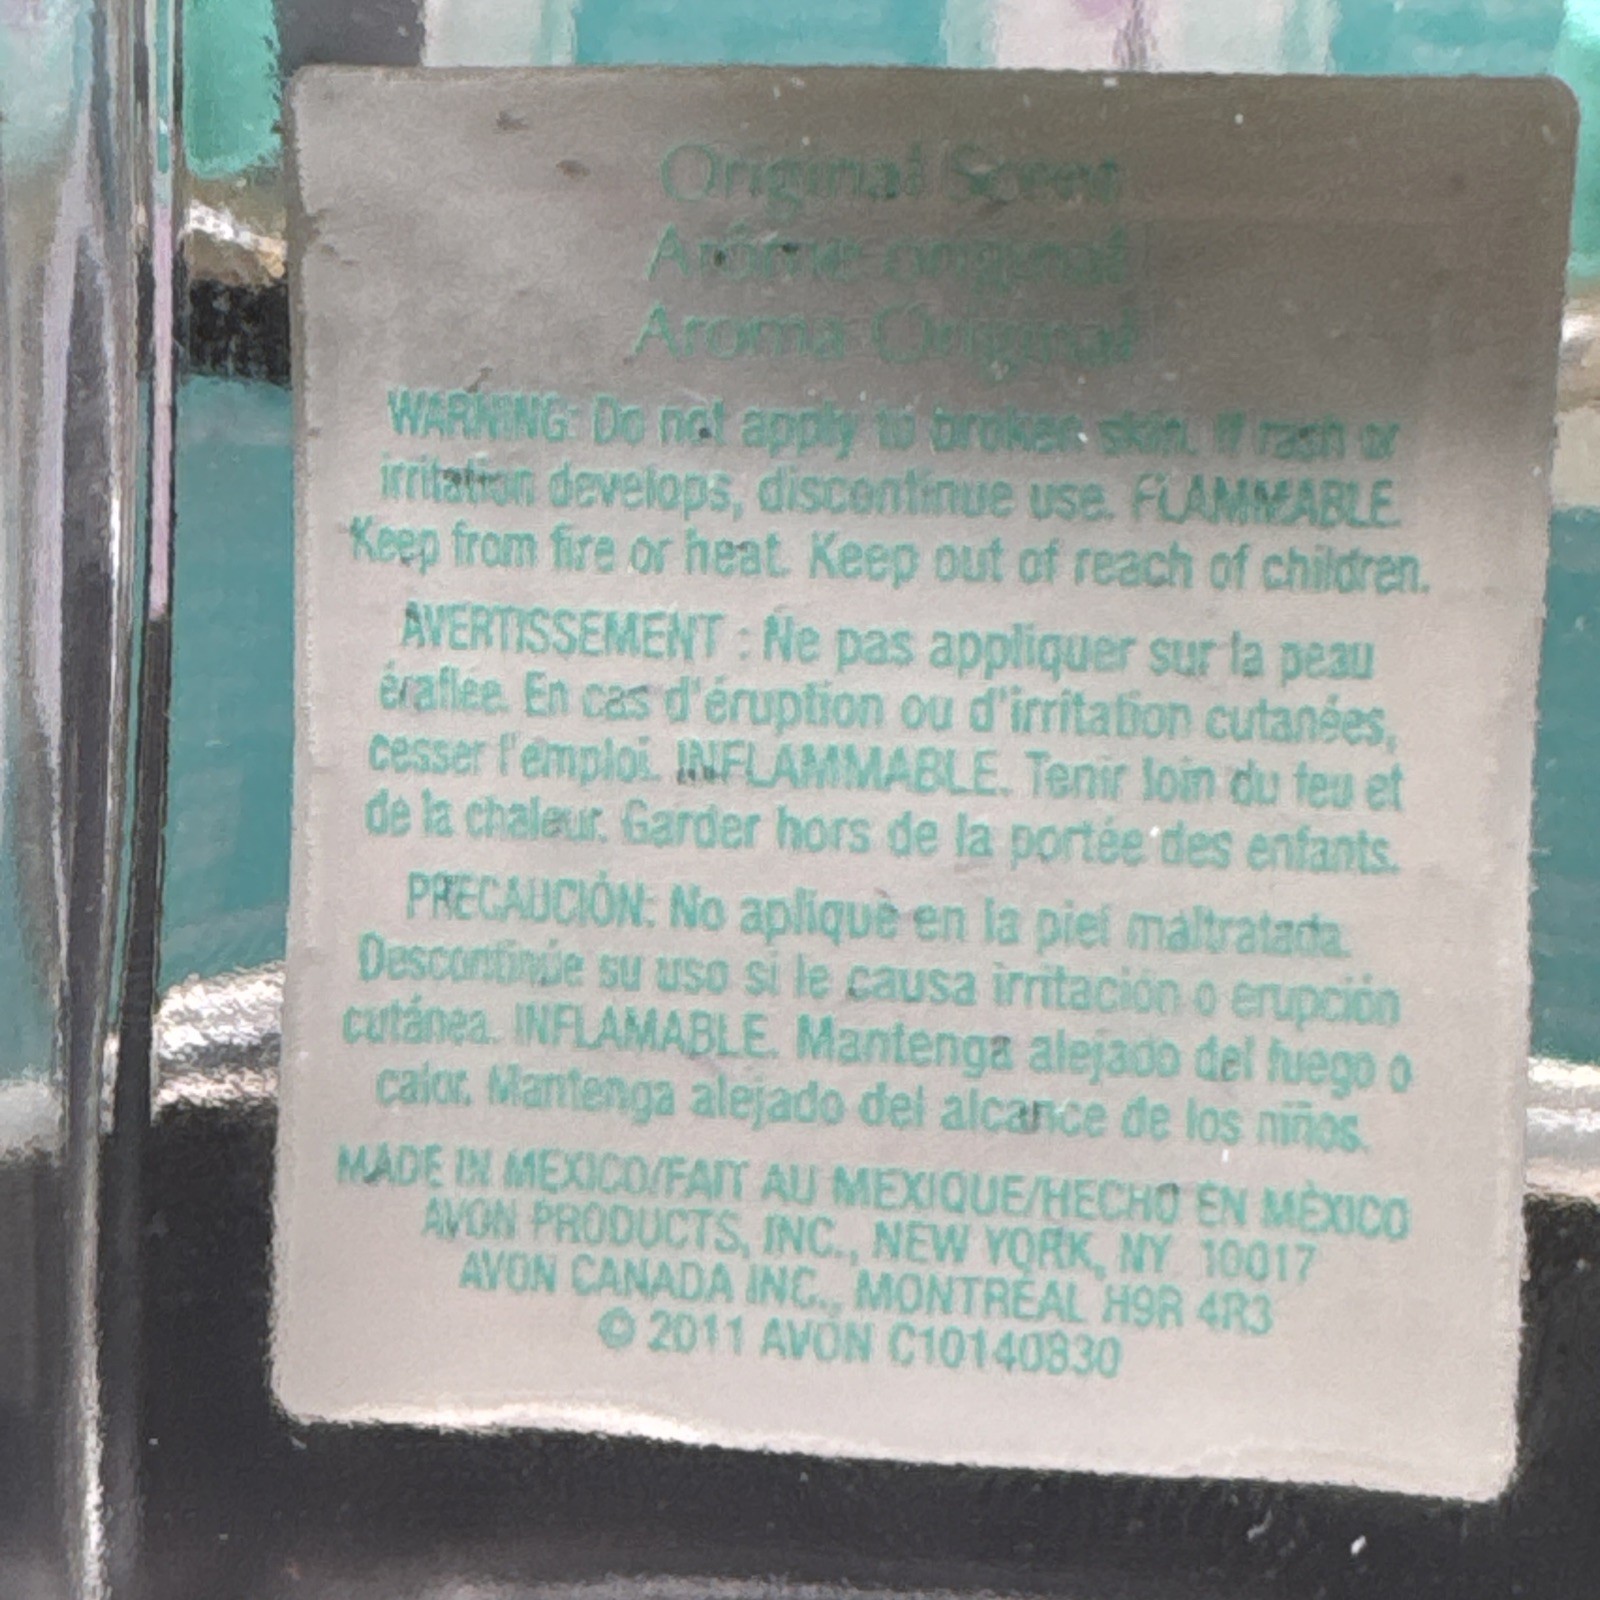 Original Scent
Arôme original
Aroma Original
WARNING: Do not apply to broken skin. If rash or
irritation develops, discontinue use. FLAMMABLE.
Keep from fire or heat. Keep out of reach of children.
AVERTISSEMENT : Ne pas appliquer sur la peau
éraflée. En cas d'éruption ou d'irritation cutanées,
cesser l'emploi. INFLAMMABLE. Tenir loin du feu et
de la chaleur. Garder hors de la portée des enfants.
PRECAUCIÓN: No aplique en la piel maltratada.
Descontinúe su uso si le causa irritación o erupción
cutánea. INFLAMABLE. Mantenga alejado del fuego o
calor. Mantenga alejado del alcance de los niños.
MADE IN MEXICO/FAIT AU MEXIQUE/HECHO EN MÉXICO
AVON PRODUCTS, INC., NEW YORK, NY 10017
AVON CANADA INC., MONTRÉAL H9R 4R3
© 2011 AVON C10140830